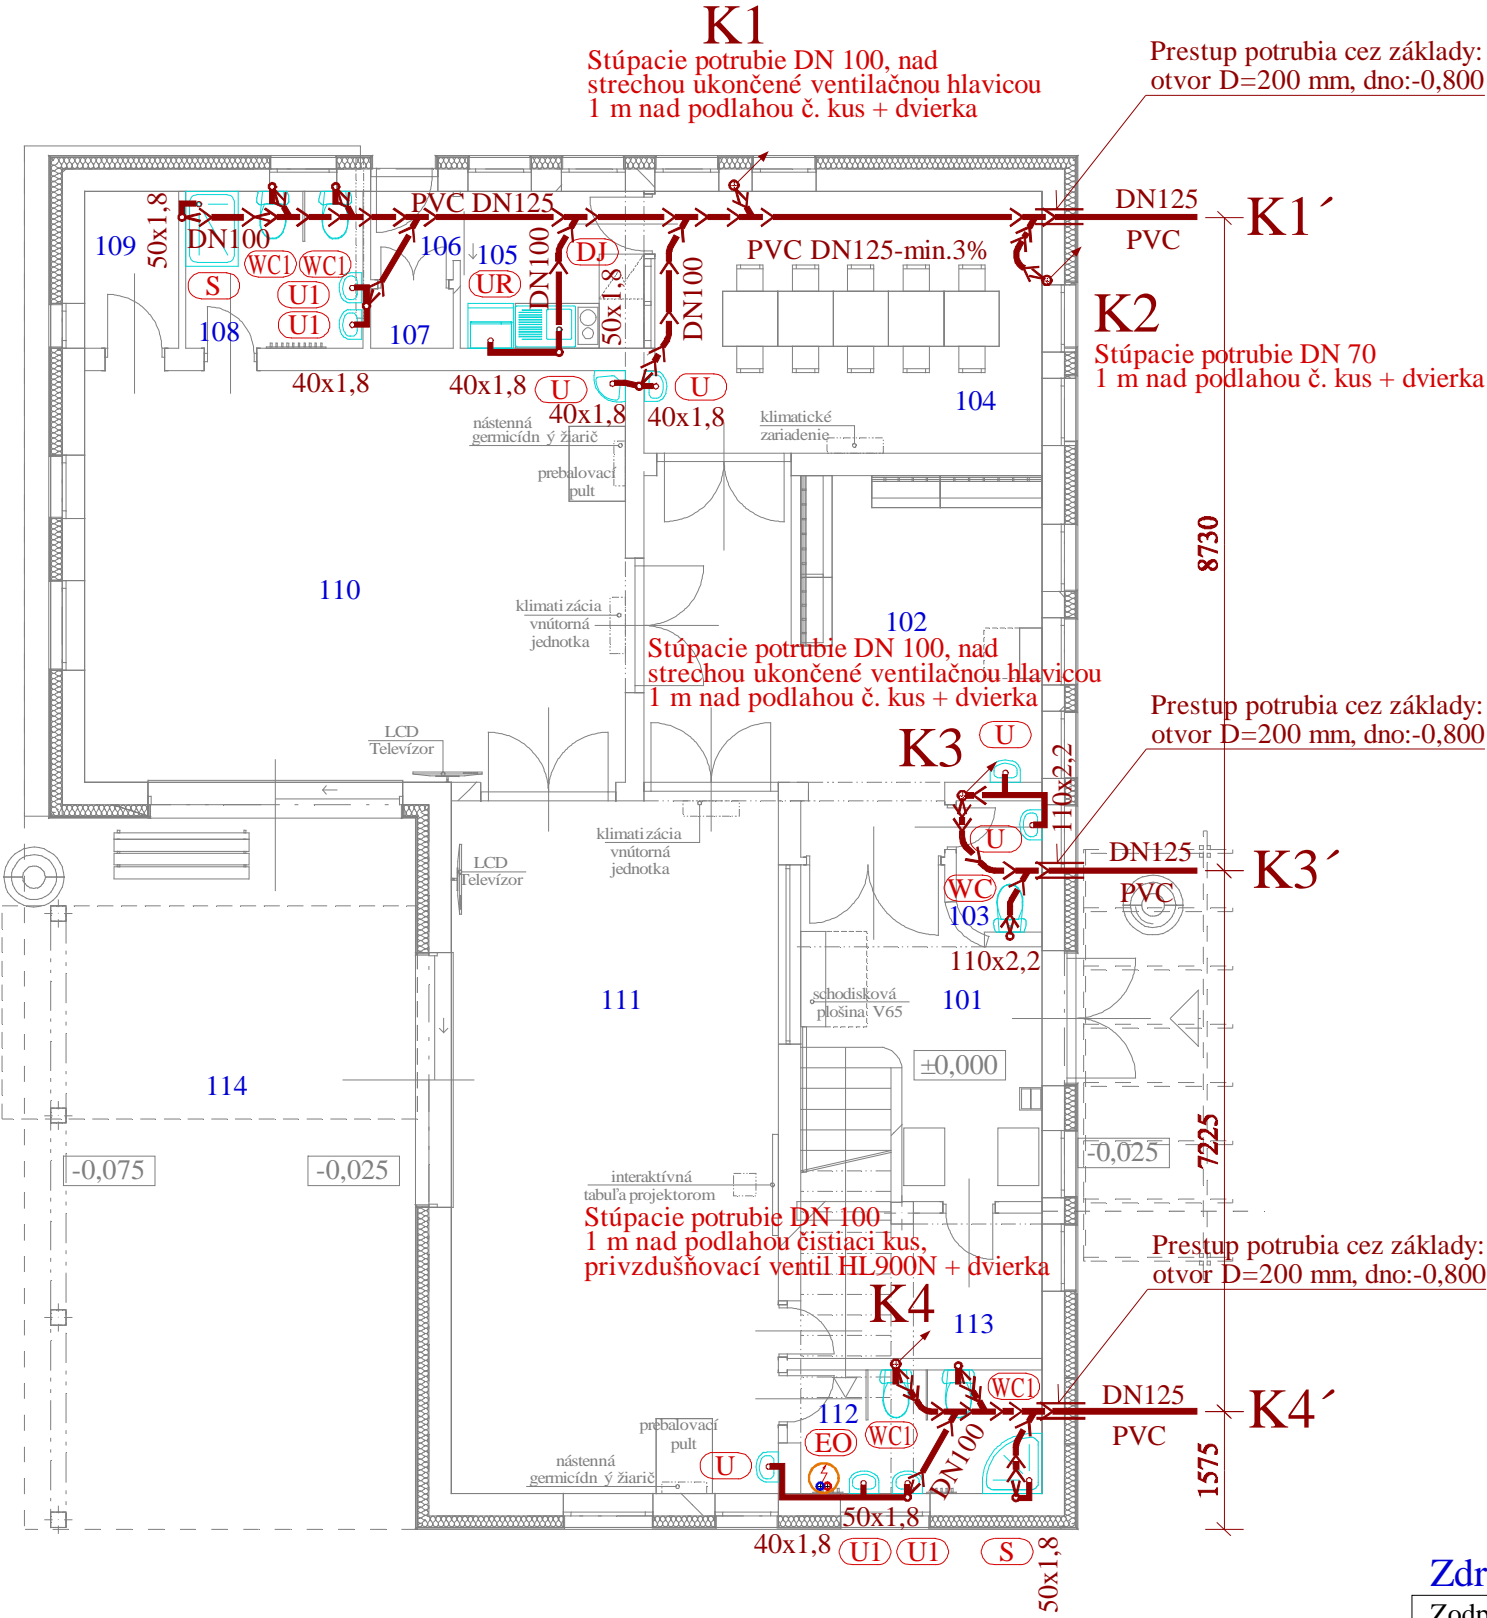 K1
Stúpacie potrubie DN 100, nad
strechou ukončené ventilačnou hlavicou
1 m nad podlahou č. kus + dvierka
Prestup potrubia cez základy:
otvor D=200 mm, dno:-0,800
50x1,8
109
DN100
WC1
WC1
S
U1
U1
108
PVC DN125
106
105
107
UR
DN100
DJ
50x1,8
DN100
PVC DN125-min.3%
DN125
PVC
K1´
K2
Stúpacie potrubie DN 70
1 m nad podlahou č. kus + dvierka
40x1,8
40x1,8
U
U
40x1,8
40x1,8
104
nástenná
germicídn ý žiarič
klimatické
zariadenie
prebalovací
pult
8730
110
klimatizácia
vnútorná
jednotka
102
Stúpacie potrubie DN 100, nad
strechou ukončené ventilačnou hlavicou
1 m nad podlahou č. kus + dvierka
Prestup potrubia cez základy:
otvor D=200 mm, dno:-0,800
LCD
Televízor
K3
U
110x2,2
klimatizácia
vnútorná
jednotka
U
LCD
Televízor
DN125
PVC
K3´
WC
103
110x2,2
111
schodisková
plošina V65
101
±0,000
114
7225
-0,075
-0,025
-0,025
interaktívná
tabuľa projektorom
Stúpacie potrubie DN 100
1 m nad podlahou čistiaci kus,
privzdušňovací ventil HL900N + dvierka
Prestup potrubia cez základy:
otvor D=200 mm, dno:-0,800
K4
113
WC1
DN125
PVC
K4´
112
EO
WC1
DN100
prebalovací
pult
nástenná
germicídn ý žiarič
U
1575
50x1,8
40x1,8
U1
U1
S
50x1,8
Zdr
Zodp